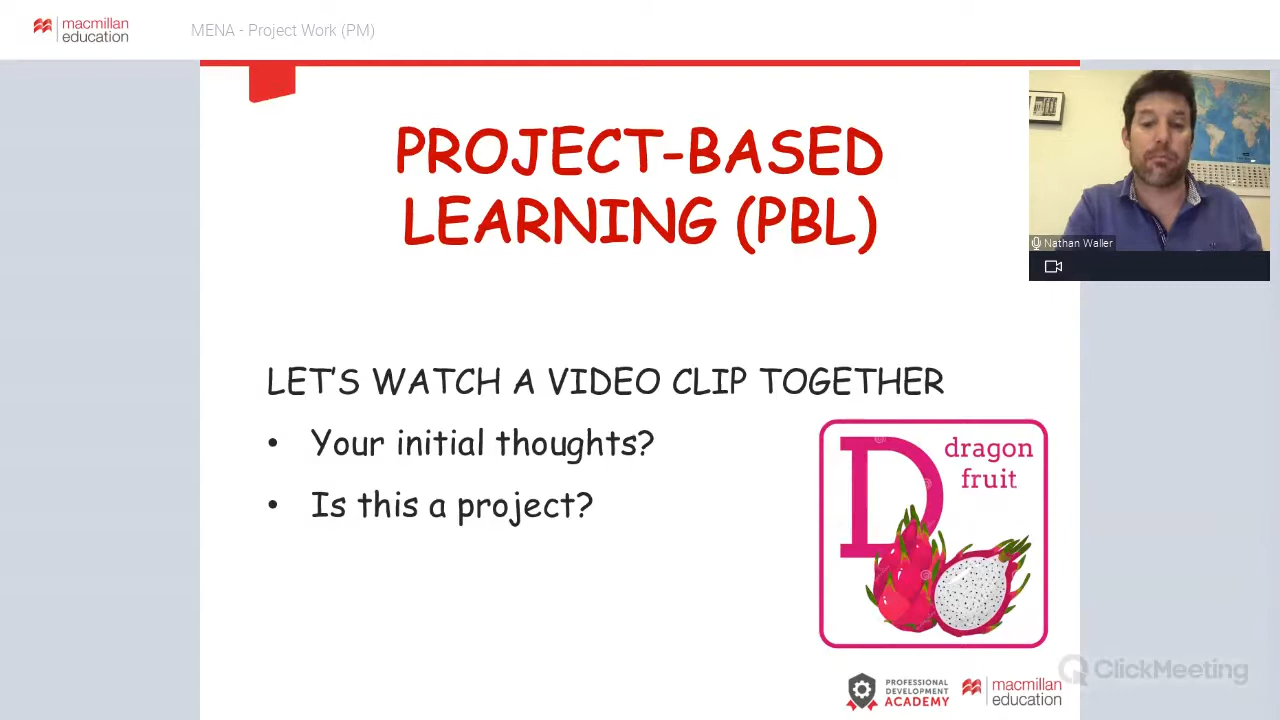 macmillan
education
MENA - Project Work (PM)
PROJECT-BASED
LEARNING (PBL)
Nathan Waller
LET'S WATCH A VIDEO CLIP TOGETHER
• Your initial thoughts?
• Is this a project?
D
dragon
fruit
ClickMeeting
PROFESSIONAL
DEVELOPMENT
ACADEMY
macmillan
education